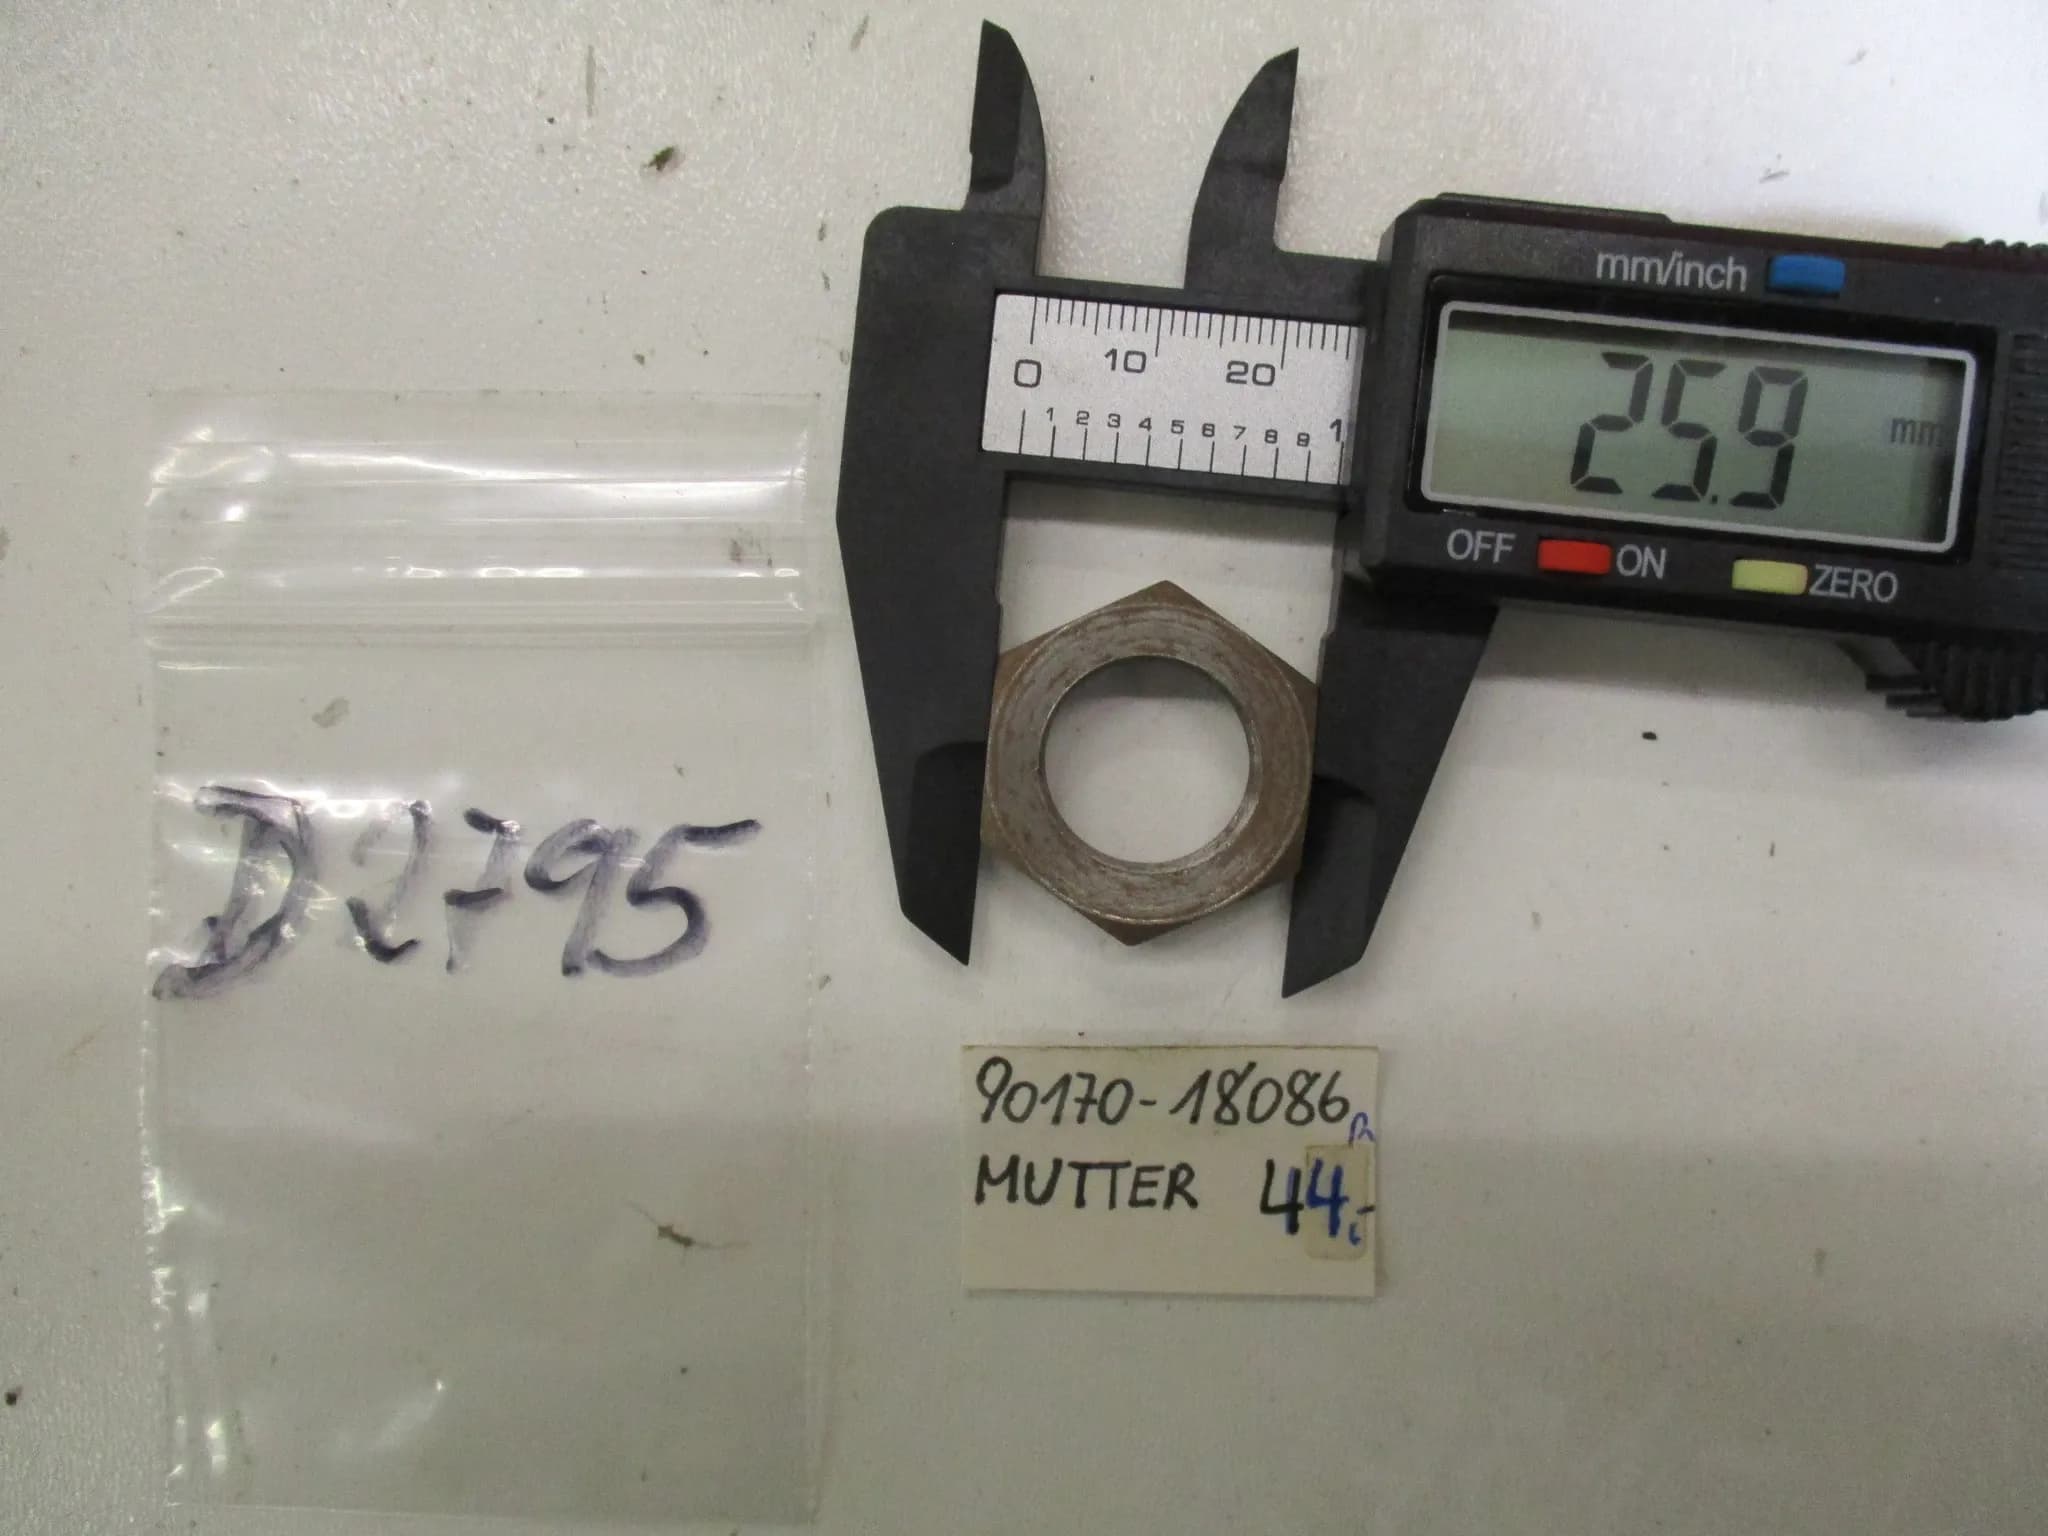 mm/inch
0 10 20
1 2 3 4 5 6 7 8 9 1
25.9 mm
OFF ON ZERO
D2795
90170-18086
MUTTER 44.-